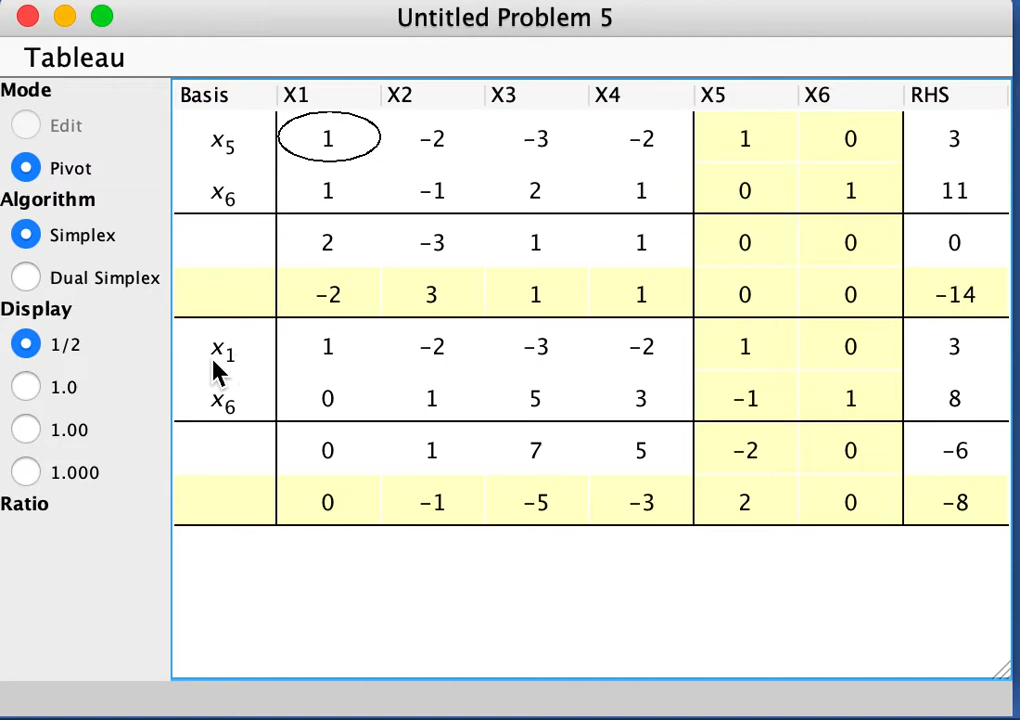 Untitled Problem 5
Tableau
Mode
Edit
Pivot
Algorithm
Simplex
Dual Simplex
Display
1/2
1.0
1.00
1.000
Ratio
Basis X1 X2 X3 X4 X5 X6 RHS
x5 1 -2 -3 -2 1 0 3
x6 1 -1 2 1 0 1 11
2 -3 1 1 0 0 0
-2 3 1 1 0 0 -14
x1 1 -2 -3 -2 1 0 3
x6 0 1 5 3 -1 1 8
0 1 7 5 -2 0 -6
0 -1 -5 -3 2 0 -8